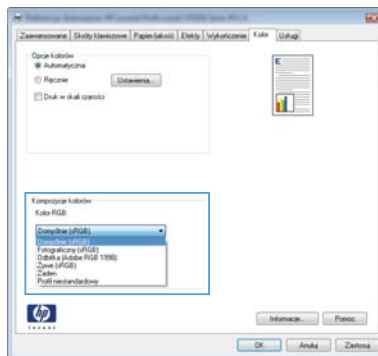 Zaawansowane Skróty klawiszowe Papier/jakość Efekty Wykończenie Kolor Usługi
Opcje kolorów
Automatyczna
Ręcznie Ustawienia...
Druk w skali szarości
Kompozycje kolorów
Kolor RGB:
Domyślne (sRGB)
Domyślne (sRGB)
Fotograficzny (sRGB)
Odbitka (Adobe RGB 1998)
Żywe (sRGB)
Żaden
Profil niestandardowy
hp
invent
Informacje... Pomoc
OK Anuluj Zastosuj